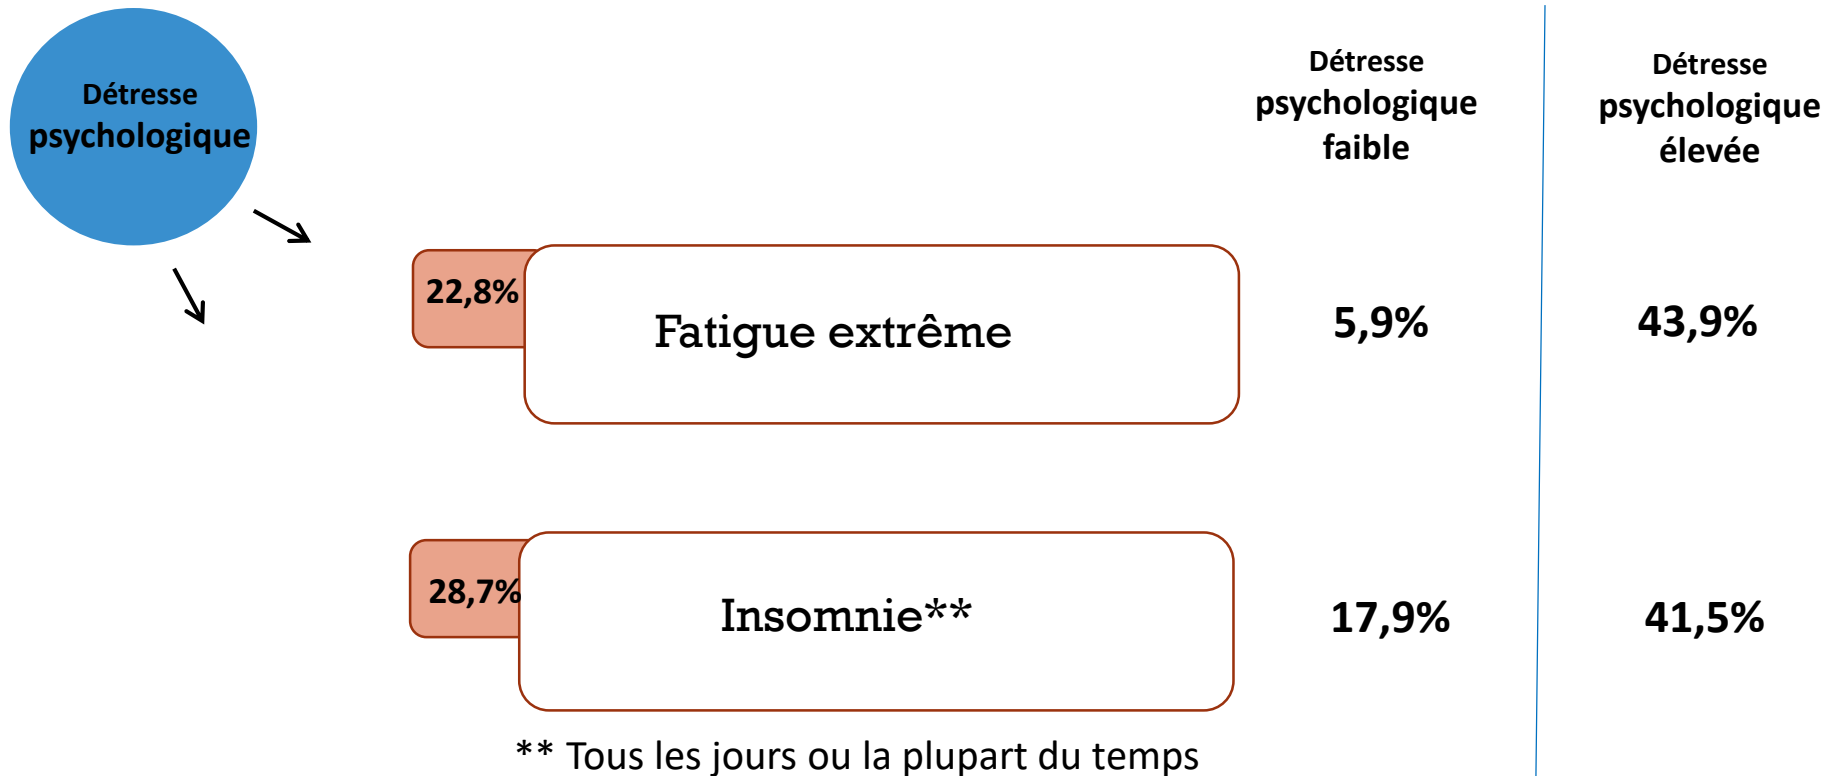 Détresse
psychologique
Détresse
psychologique
faible
Détresse
psychologique
élevée
22,8%
Fatigue extrême
5,9%
43,9%
28,7%
Insomnie**
17,9%
41,5%
** Tous les jours ou la plupart du temps